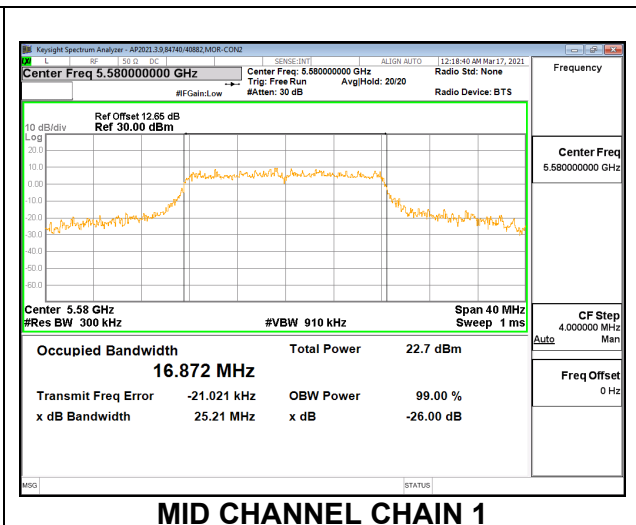 Keysight Spectrum Analyzer - AP2021.3.9,84740/40882,MOR-CON2
L RF 50 Ω DC SENSE:INT ALIGN AUTO 12:18:40 AM Mar 17, 2021
Center Freq 5.580000000 GHz Center Freq: 5.580000000 GHz Radio Std: None Frequency
Trig: Free Run Avg|Hold: 20/20
#IFGain:Low #Atten: 30 dB Radio Device: BTS
Ref Offset 12.65 dB
10 dB/div Ref 30.00 dBm
Log
20.0
10.0
0.00
-10.0
-20.0
-30.0
-40.0
-50.0
-60.0
Center Freq
5.580000000 GHz
Center 5.58 GHz Span 40 MHz
#Res BW 300 kHz #VBW 910 kHz Sweep 1 ms
CF Step
4.000000 MHz
Auto Man
Occupied Bandwidth Total Power 22.7 dBm
16.872 MHz
Transmit Freq Error -21.021 kHz OBW Power 99.00 %
x dB Bandwidth 25.21 MHz x dB -26.00 dB
Freq Offset
0 Hz
MSG STATUS
MID CHANNEL CHAIN 1